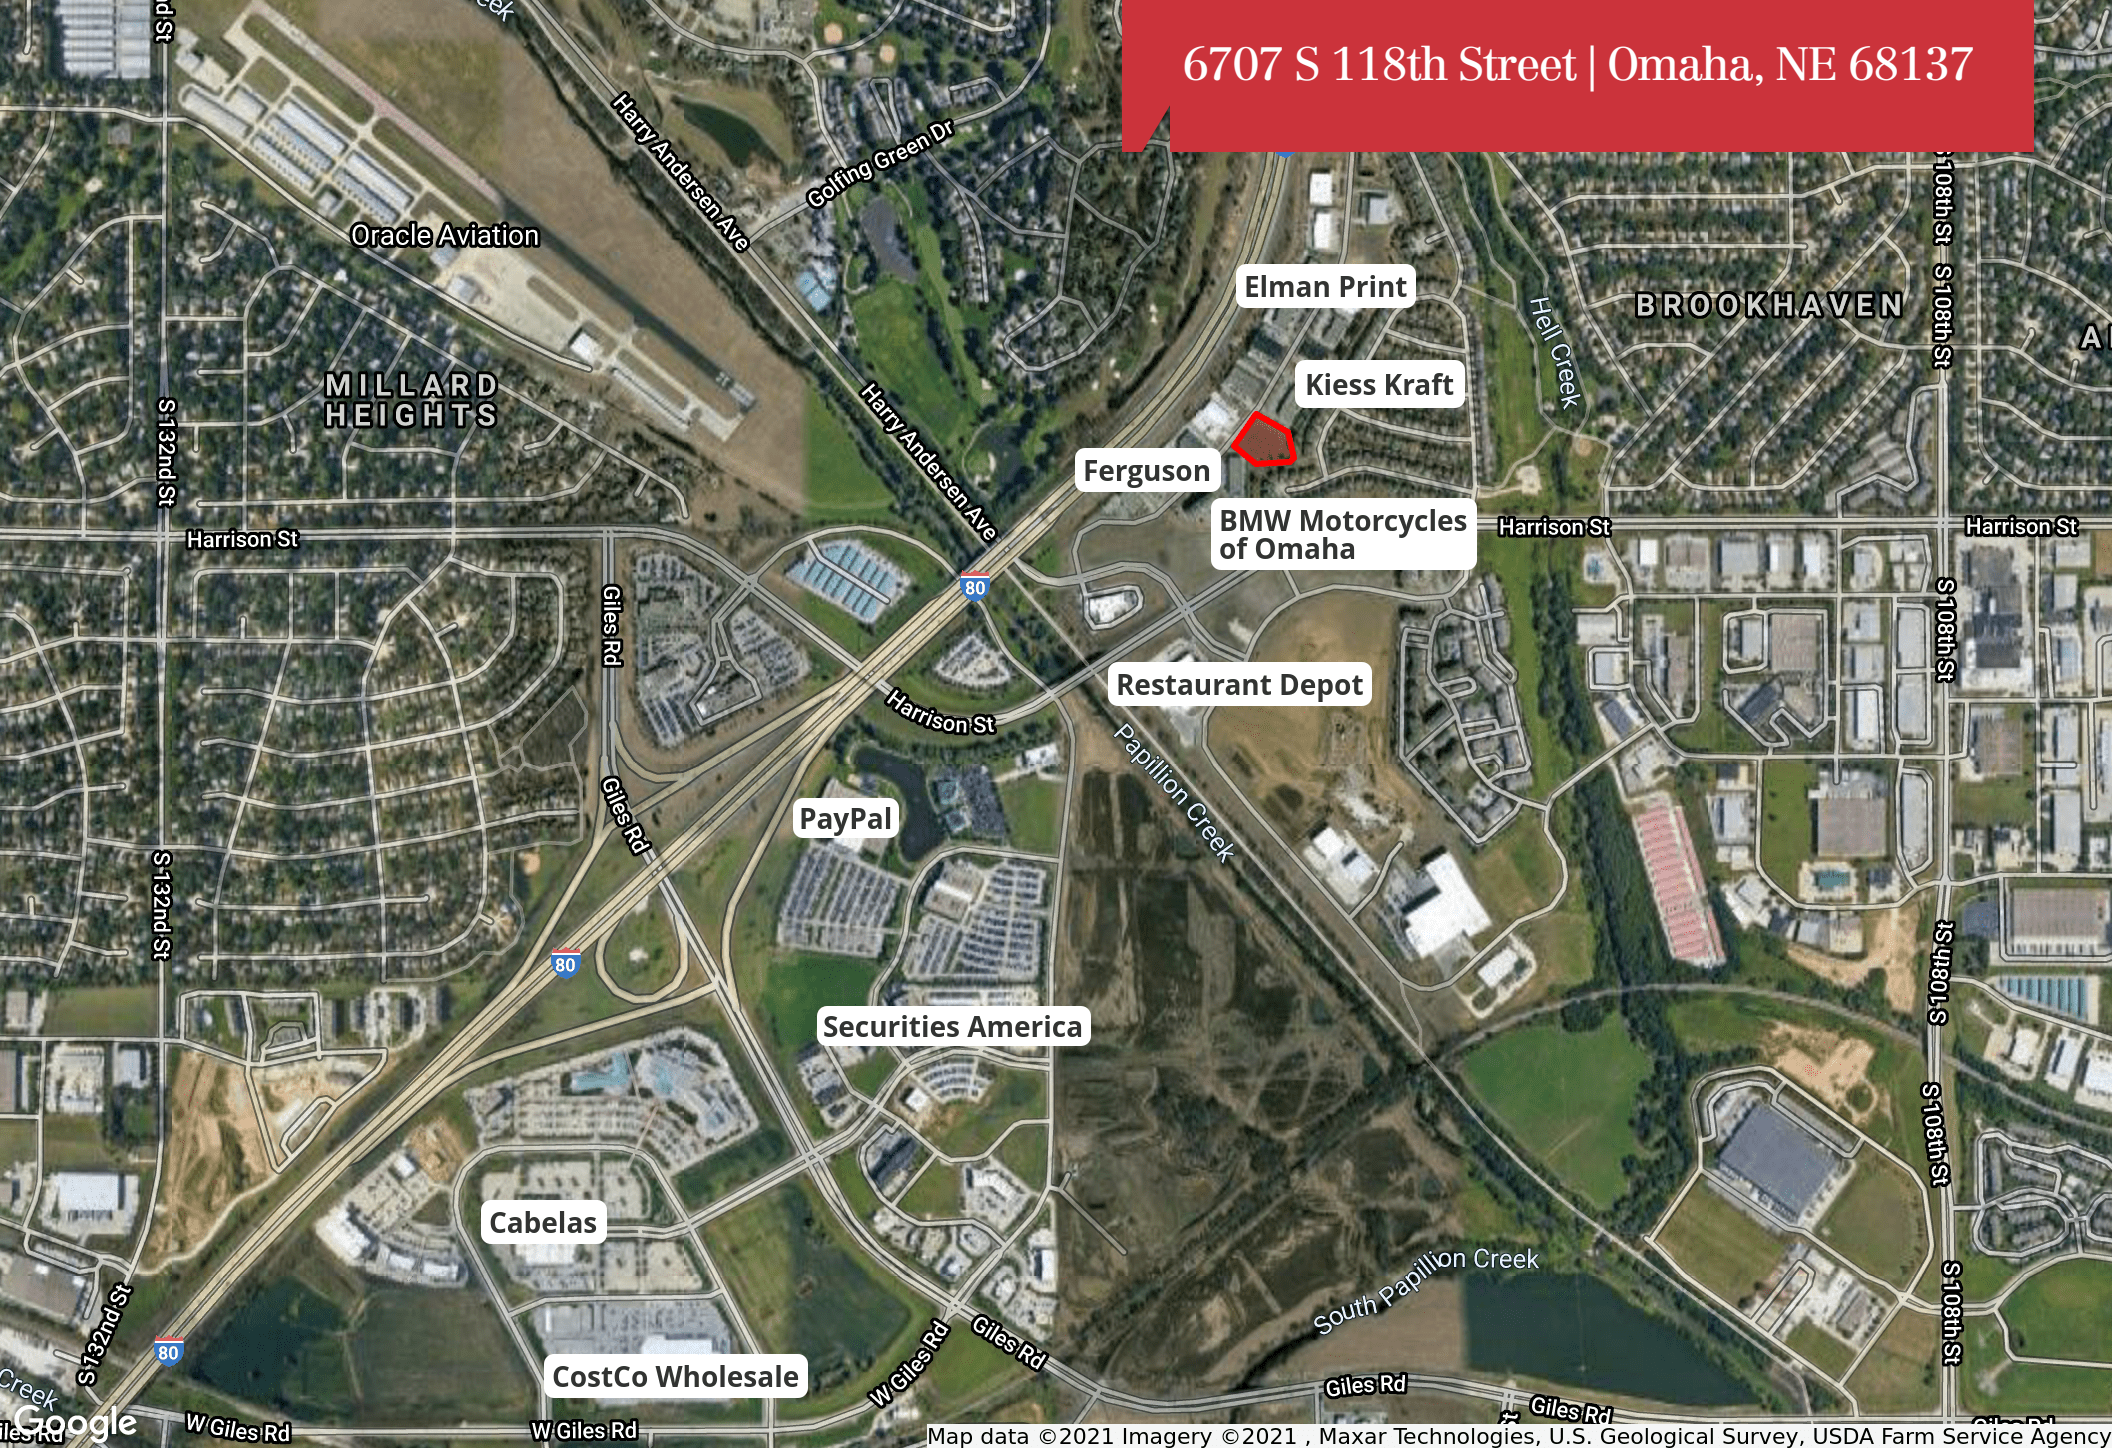 6707 S 118th Street | Omaha, NE 68137
Harry Andersen Ave
Golfing Green Dr
S 108th St
S 108th St
Oracle Aviation
Elman Print
Hell Creek
BROOKHAVEN
MILLARD
HEIGHTS
Kiess Kraft
S 132nd St
Harry Andersen Ave
Ferguson
BMW Motorcycles
of Omaha
Harrison St
Harrison St
Harrison St
80
Giles Rd
S 108th St
Restaurant Depot
Harrison St
Papillion Creek
Giles Rd
PayPal
S 132nd St
80
S 108th St
Securities America
S 108th St
Cabelas
South Papillion Creek
S 108th St
S 132nd St
80
Giles Rd
W Giles Rd
CostCo Wholesale
Giles Rd
Giles Rd
Creek
Google
W Giles Rd
W Giles Rd
Map data ©2021 Imagery ©2021 , Maxar Technologies, U.S. Geological Survey, USDA Farm Service Agency